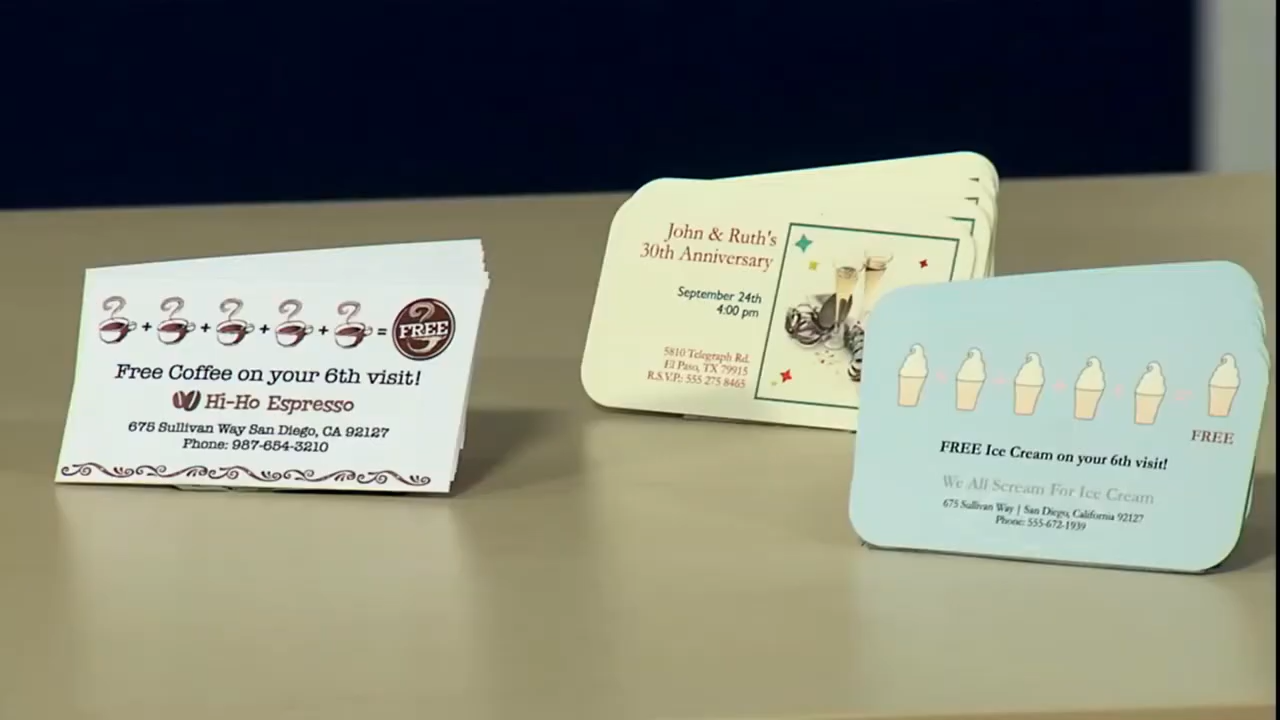 + + + + = FREE
Free Coffee on your 6th visit!
Hi-Ho Espresso
675 Sullivan Way San Diego, CA 92127
Phone: 987-654-3210
John & Ruth's
30th Anniversary
September 24th
4:00 pm
5810 Telegraph Rd.
El Paso, TX 79915
R.S.V.P.: 555 275 8465
FREE
FREE Ice Cream on your 6th visit!
We All Scream For Ice Cream
675 Sullivan Way | San Diego, California 92127
Phone: 555-672-1939